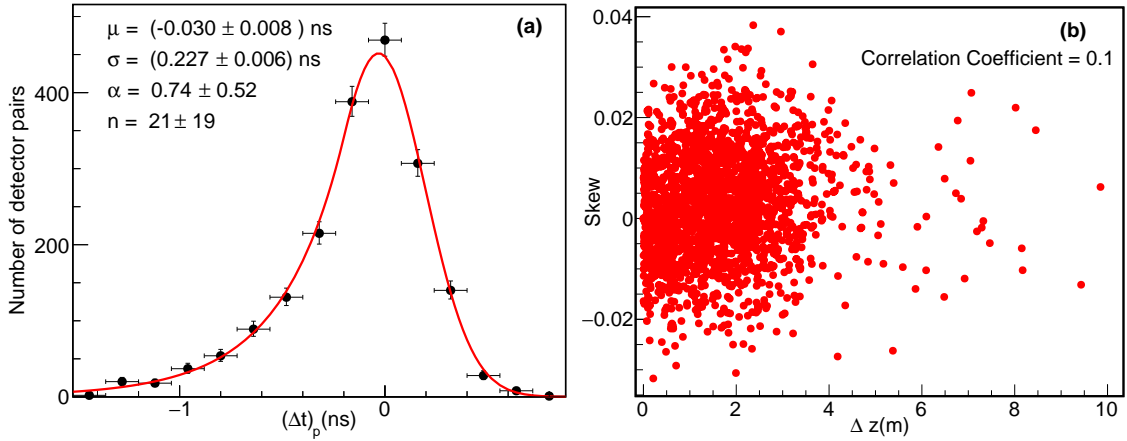 (a)
μ = (-0.030 ± 0.008 ) ns
σ = (0.227 ± 0.006) ns
α = 0.74 ± 0.52
n = 21± 19
Number of detector pairs
400
200
0
−1
0
(Δt)p(ns)
(b)
Correlation Coefficient = 0.1
Skew
0.04
0.02
0
−0.02
0
2
4
6
8
10
Δ z(m)